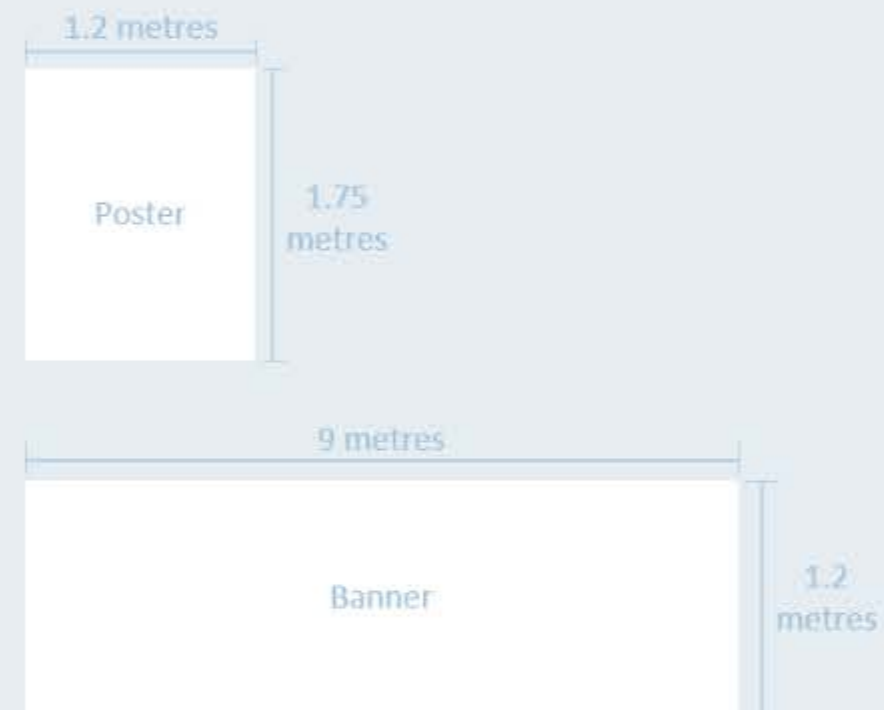 1.2 metres
Poster
1.75
metres
9 metres
Banner
1.2
metres